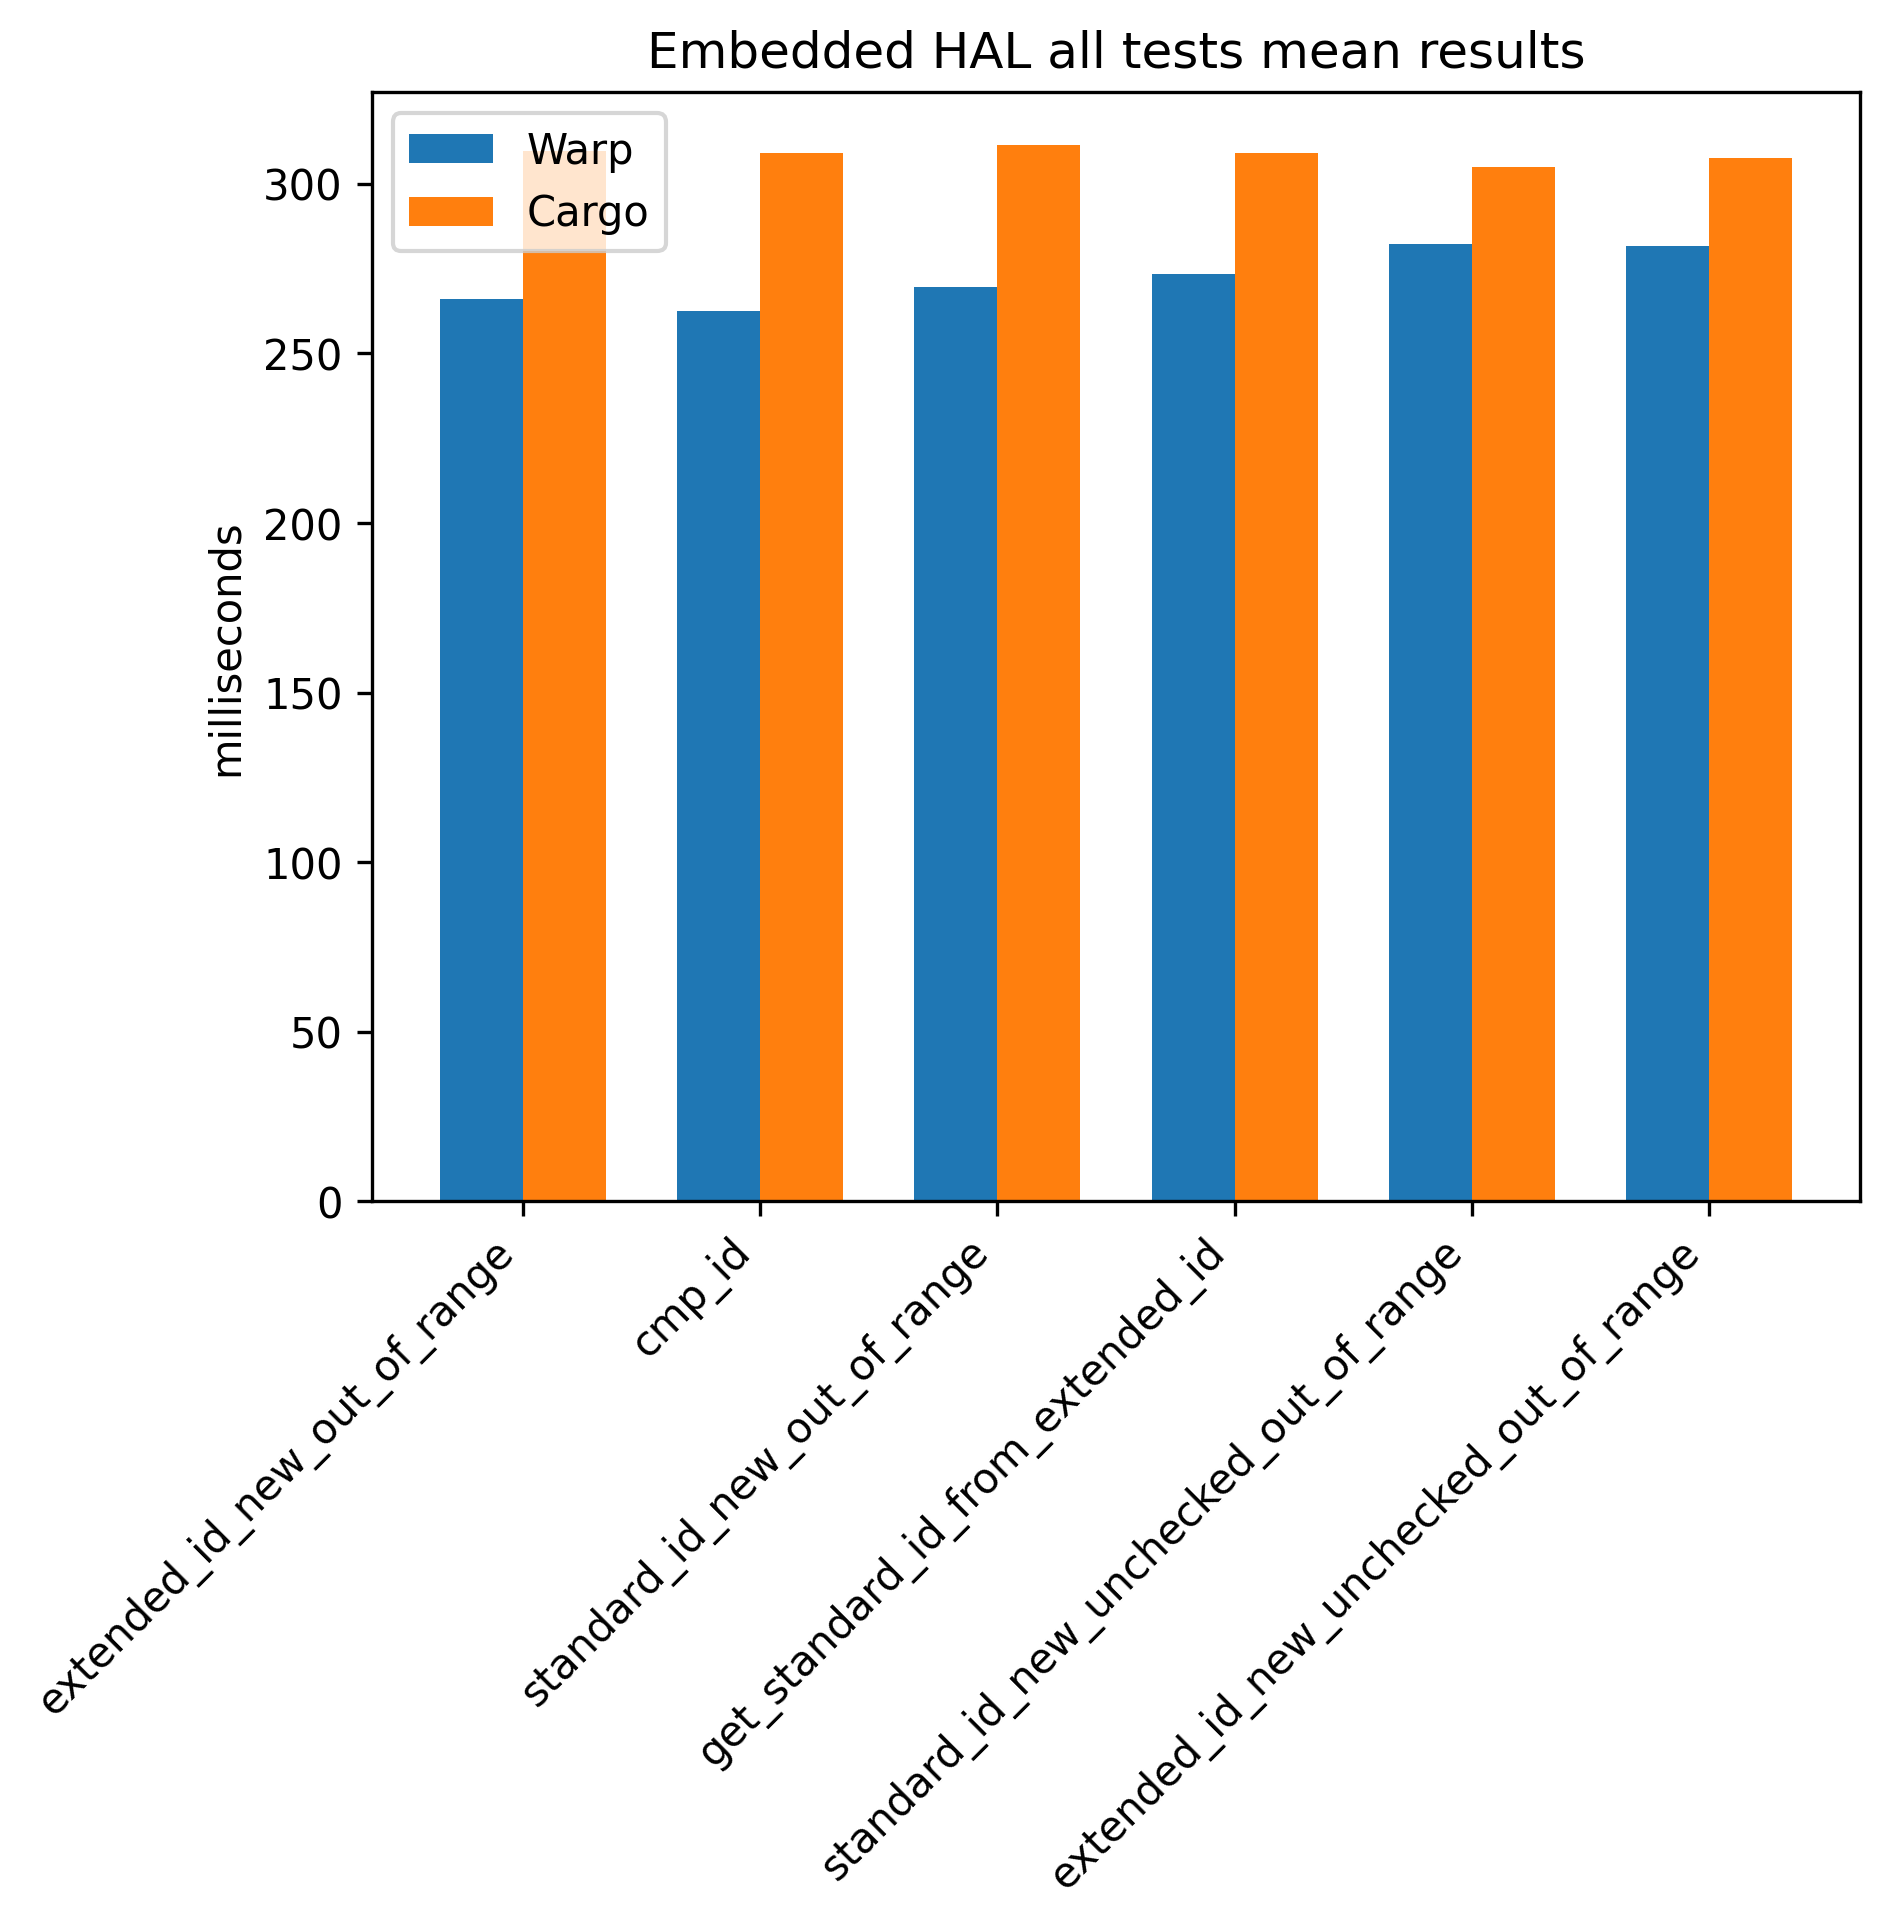 Embedded HAL all tests mean results
Warp
Cargo
milliseconds
300
250
200
150
100
50
0
extended_id_new_out_of_range
cmp_id
standard_id_new_out_of_range
get_standard_id_from_extended_id
standard_id_new_unchecked_out_of_range
extended_id_new_unchecked_out_of_range